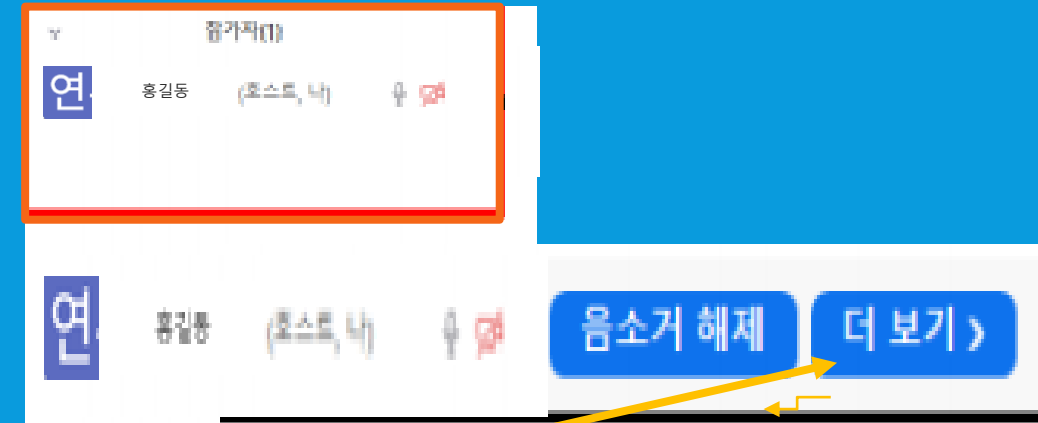 참가자(1)
연 홍길동 (호스트, 나)
연 홍길동 (호스트, 나) 음소거 해제 더 보기 >